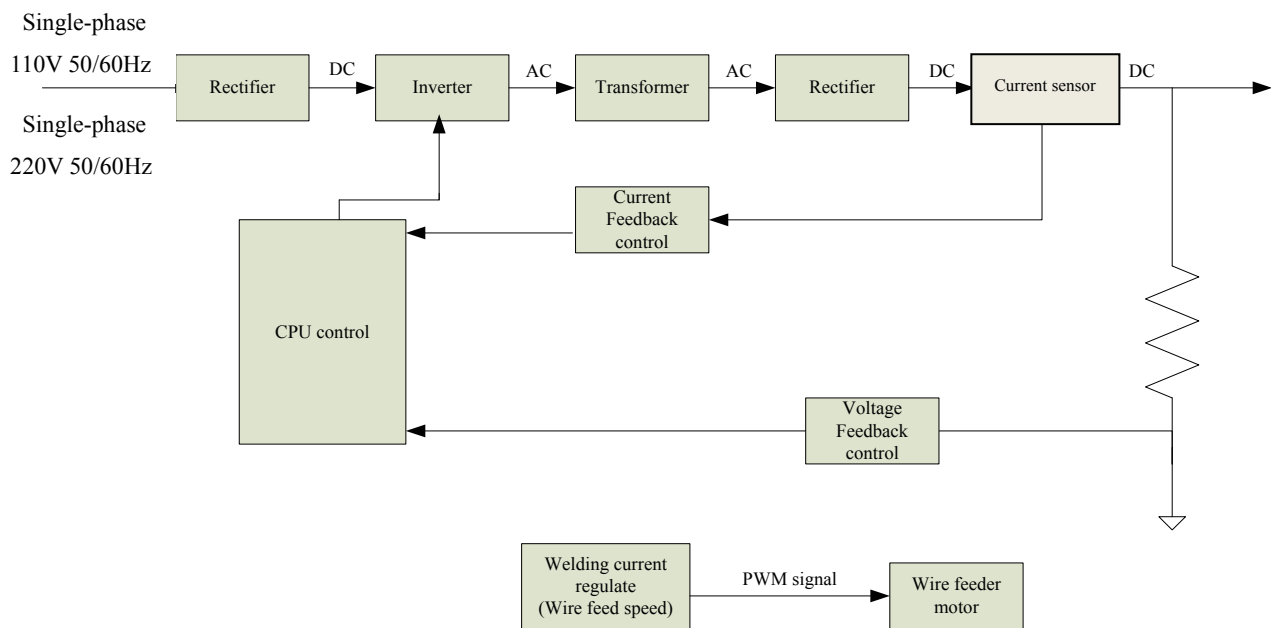 Single-phase
110V 50/60Hz
Single-phase
220V 50/60Hz
Rectifier
DC
Inverter
AC
Transformer
AC
Rectifier
DC
Current sensor
DC
Current
Feedback
control
CPU control
Voltage
Feedback
control
Welding current
regulate
(Wire feed speed)
PWM signal
Wire feeder
motor